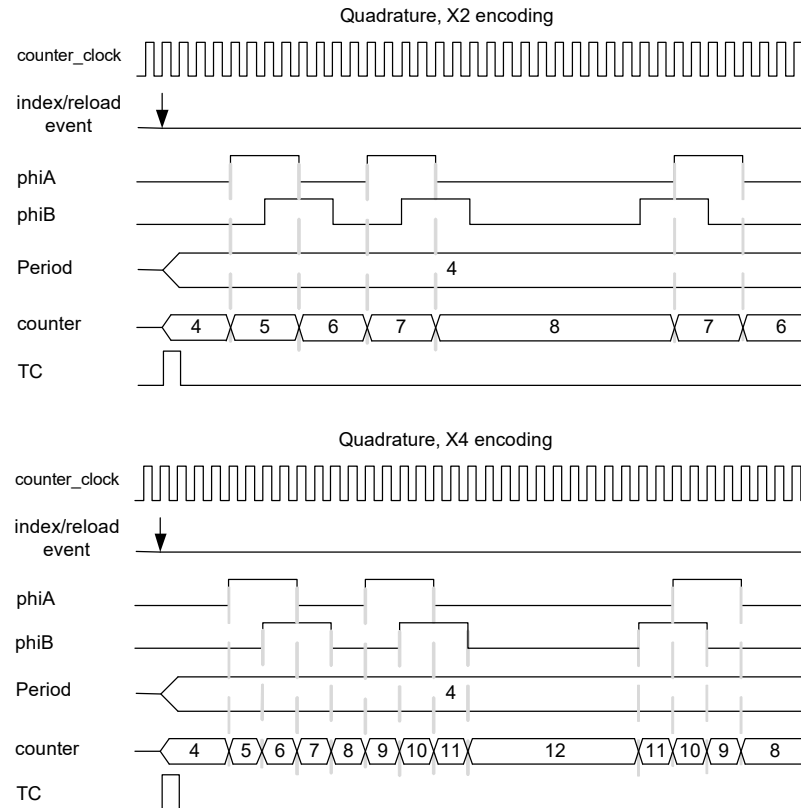 Quadrature, X2 encoding
counter_clock
index/reload
event
phiA
phiB
Period 4
counter 4 5 6 7 8 7 6
TC
Quadrature, X4 encoding
counter_clock
index/reload
event
phiA
phiB
Period 4
counter 4 5 6 7 8 9 10 11 12 11 10 9 8
TC